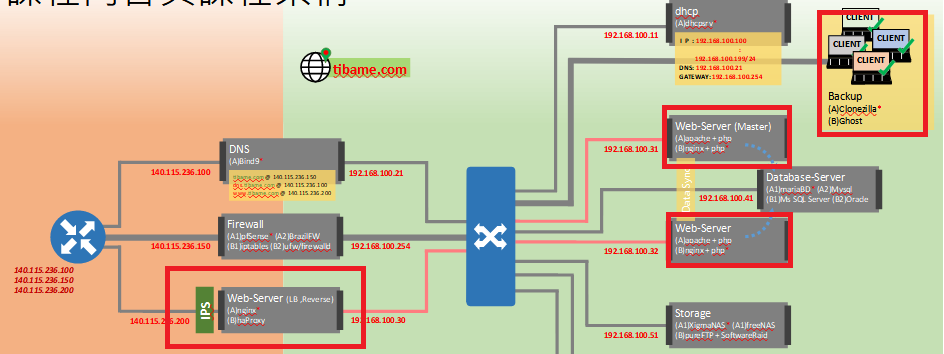 dhcp
(A)dhcpsrv*
192.168.100.11
I P : 192.168.100.100
:
192.168.100.199/24
DNS: 192.168.100.21
GATEWAY: 192.168.100.254
CLIENT
CLIENT
CLIENT
CLIENT
Backup
(A)Clonezilla*
(B)Ghost
tibame.com
Web-Server (Master)
(A)apache + php
(B)nginx + php*
192.168.100.31
DNS
(A)Bind9*
140.115.236.100
192.168.100.21
@ 140.115.236.150
@ 140.115.236.100
@ 140.115.236.200
Data Sync
Database-Server
(A1)mariaBD* (A2)Mysql
(B1)Ms SQL Server (B2)Oracle
192.168.100.41
Firewall
(A1)pfSense* (A2)BrazilFW
(B1)iptables (B2)ufw/firewalld
140.115.236.150
192.168.100.254
Web-Server
(A)apache + php
(B)nginx + php*
192.168.100.32
140.115.236.100
140.115.236.150
140.115.236.200
IPS
Web-Server (LB ,Reverse)
(A)nginx*
(B)haProxy
140.115.236.200
192.168.100.30
Storage
(A1)XigmaNAS* (A1)freeNAS
(B)pureFTP + SoftwareRaid
192.168.100.51